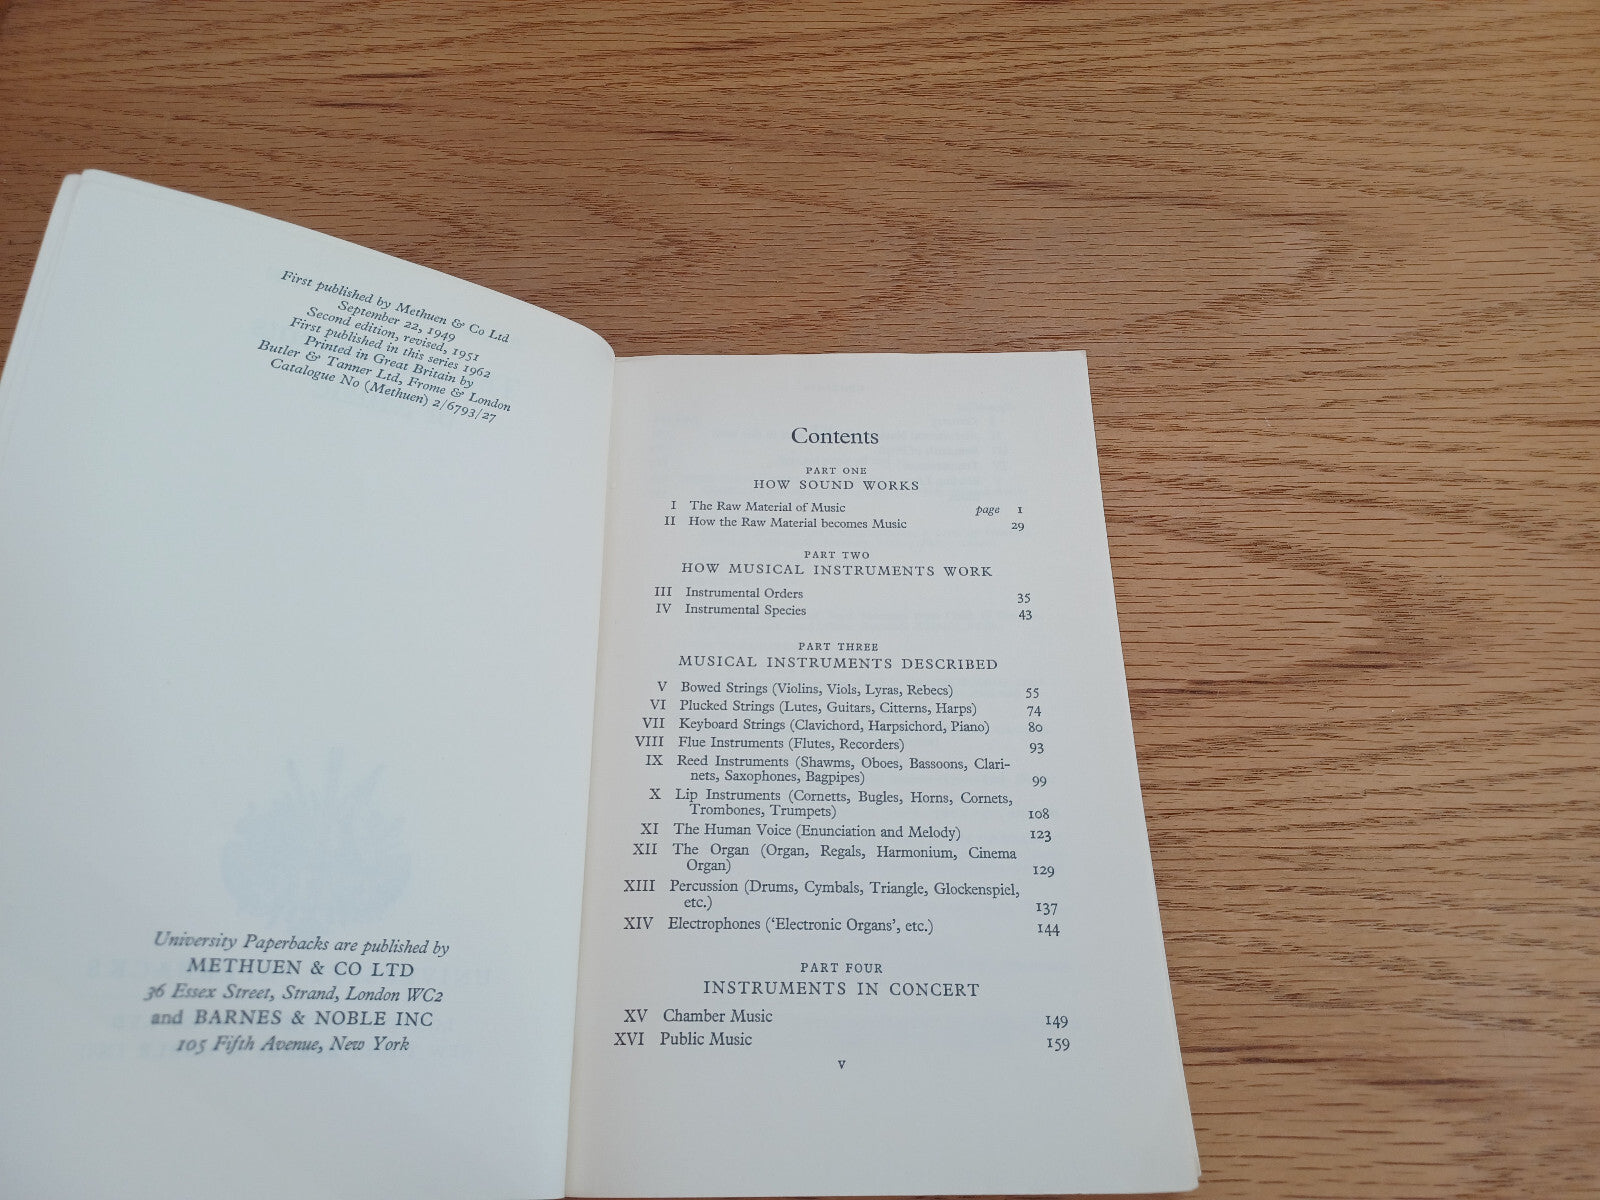 First published by Methuen & Co Ltd
September 22, 1949
Second edition, revised, 1951
First published in this series 1962
Printed in Great Britain by
Butler & Tanner Ltd, Frome & London
Catalogue No (Methuen) 2/6793/27
University Paperbacks are published by
METHUEN & CO LTD
36 Essex Street, Strand, London WC2
and BARNES & NOBLE INC
105 Fifth Avenue, New York
Contents
PART ONE
HOW SOUND WORKS
I The Raw Material of Music page 1
II How the Raw Material becomes Music 29
PART TWO
HOW MUSICAL INSTRUMENTS WORK
III Instrumental Orders 35
IV Instrumental Species 43
PART THREE
MUSICAL INSTRUMENTS DESCRIBED
V Bowed Strings (Violins, Viols, Lyras, Rebecs) 55
VI Plucked Strings (Lutes, Guitars, Citterns, Harps) 74
VII Keyboard Strings (Clavichord, Harpsichord, Piano) 80
VIII Flue Instruments (Flutes, Recorders) 93
IX Reed Instruments (Shawms, Oboes, Bassoons, Clari-
nets, Saxophones, Bagpipes) 99
X Lip Instruments (Cornetts, Bugles, Horns, Cornets,
Trombones, Trumpets) 108
XI The Human Voice (Enunciation and Melody) 123
XII The Organ (Organ, Regals, Harmonium, Cinema
Organ) 129
XIII Percussion (Drums, Cymbals, Triangle, Glockenspiel,
etc.) 137
XIV Electrophones ('Electronic Organs', etc.) 144
PART FOUR
INSTRUMENTS IN CONCERT
XV Chamber Music 149
XVI Public Music 159
v